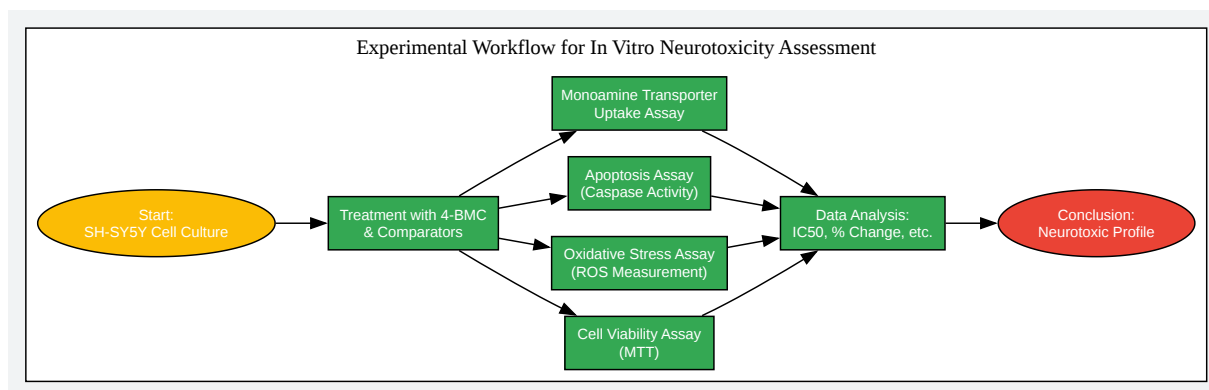 Experimental Workflow for In Vitro Neurotoxicity Assessment
Start:
SH-SY5Y Cell Culture
Treatment with 4-BMC
& Comparators
Monoamine Transporter
Uptake Assay
Apoptosis Assay
(Caspase Activity)
Oxidative Stress Assay
(ROS Measurement)
Cell Viability Assay
(MTT)
Data Analysis:
IC50, % Change, etc.
Conclusion:
Neurotoxic Profile